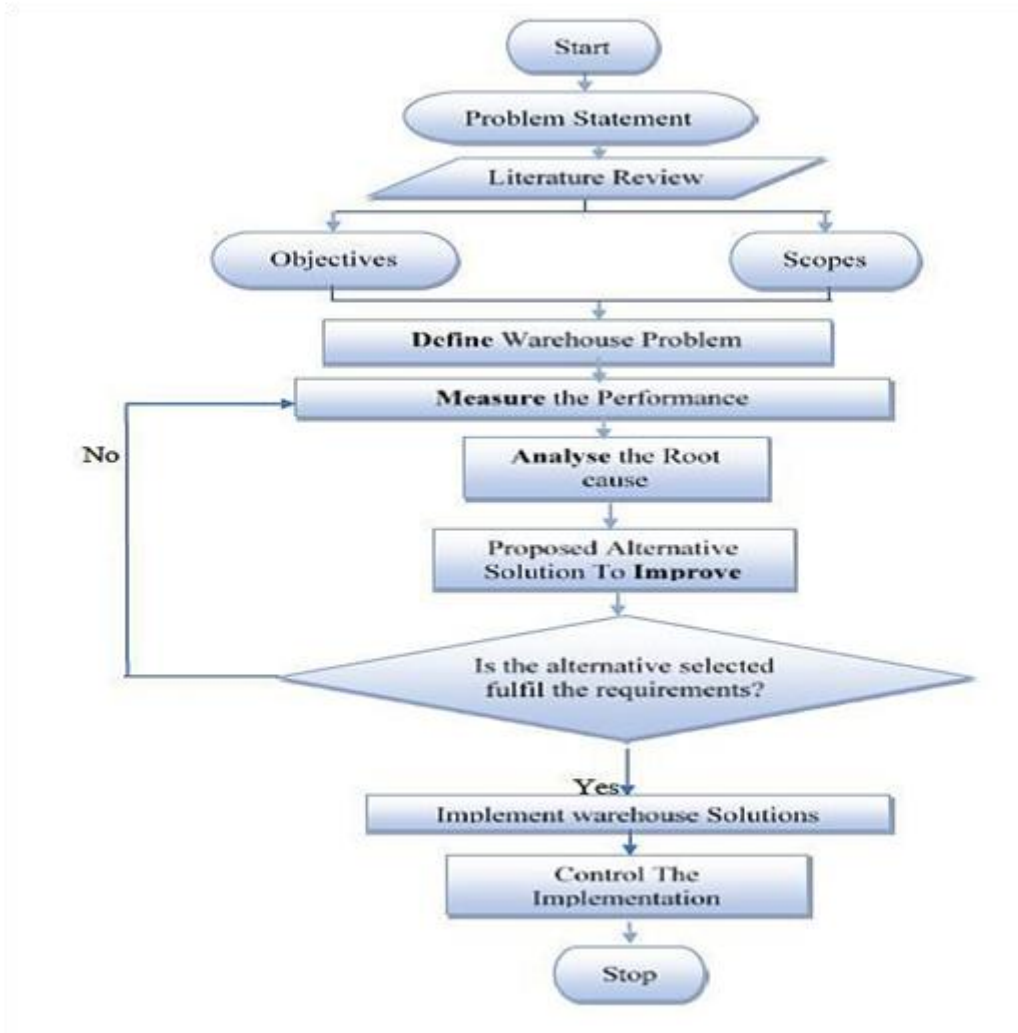 Start
Problem Statement
Literature Review
Objectives
Scopes
Define Warehouse Problem
Measure the Performance
No
Analyse the Root
cause
Proposed Alternative
Solution To Improve
Is the alternative selected
fulfil the requirements?
Yes
Implement warehouse Solutions
Control The
Implementation
Stop